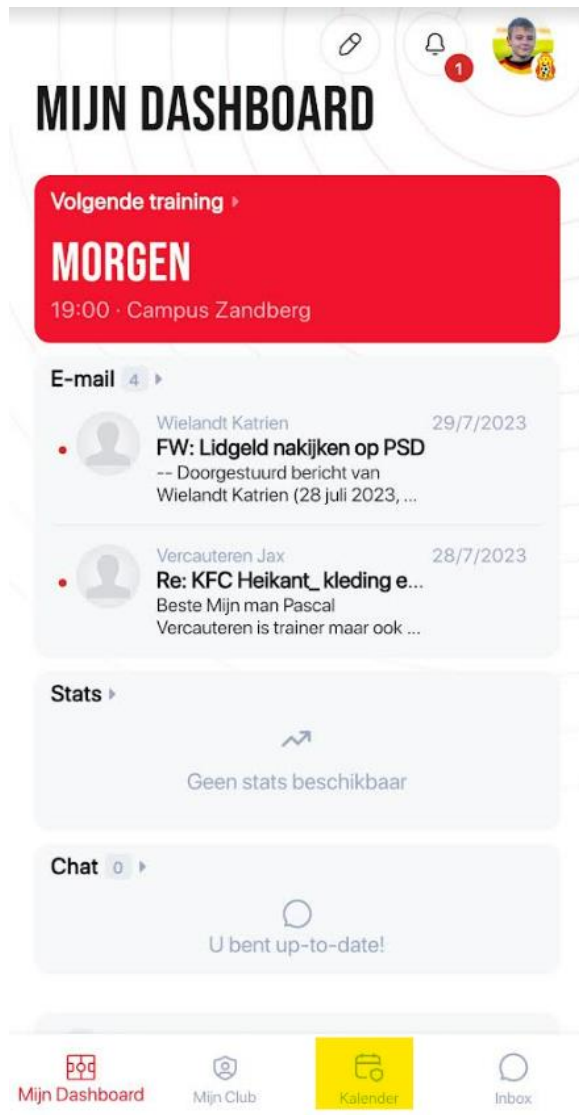 1
MIJN DASHBOARD
Volgende training
MORGEN
19:00 · Campus Zandberg
E-mail 4
Wielandt Katrien 29/7/2023
FW: Lidgeld nakijken op PSD
-- Doorgestuurd bericht van
Wielandt Katrien (28 juli 2023, ...
Vercauteren Jax 28/7/2023
Re: KFC Heikant_ kleding e...
Beste Mijn man Pascal
Vercauteren is trainer maar ook ...
Stats
Geen stats beschikbaar
Chat 0
U bent up-to-date!
Mijn Dashboard Mijn Club Kalender Inbox